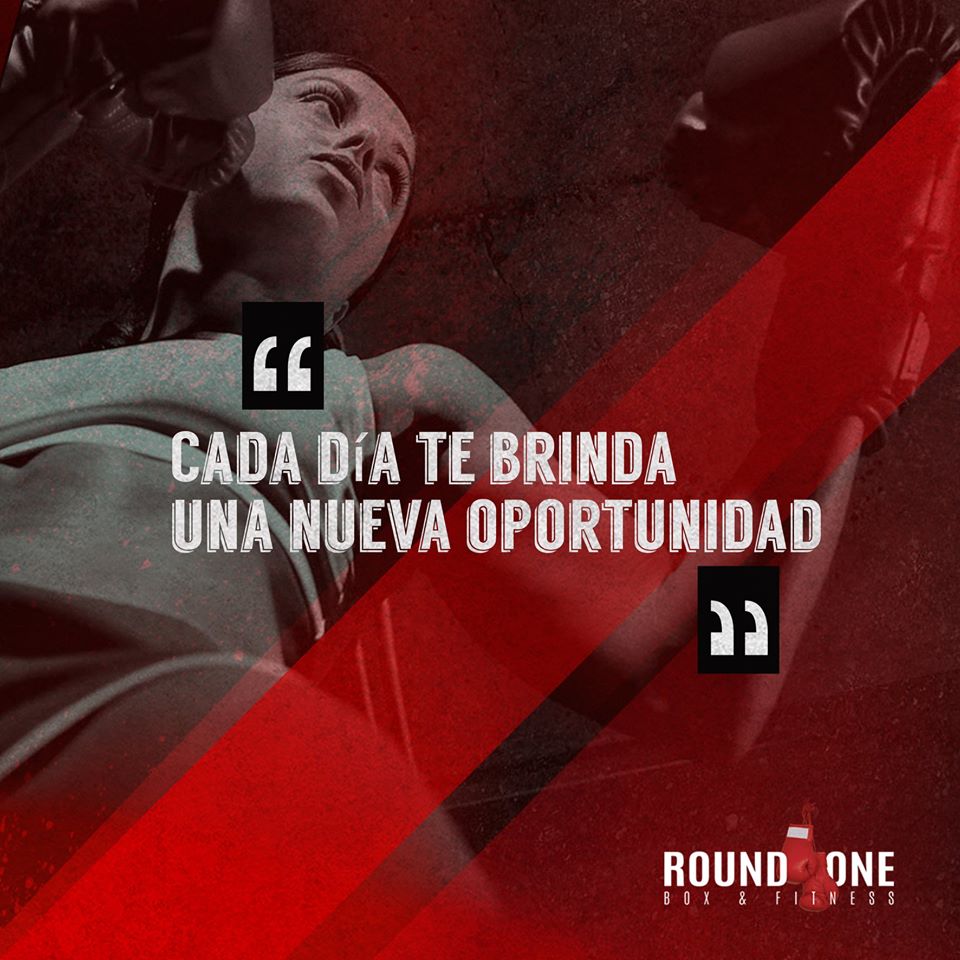 “
CADA DíA TE BRINDA
UNA NUEVA OPORTUNIDAD
”
ROUND ONE
BOX & FITNESS